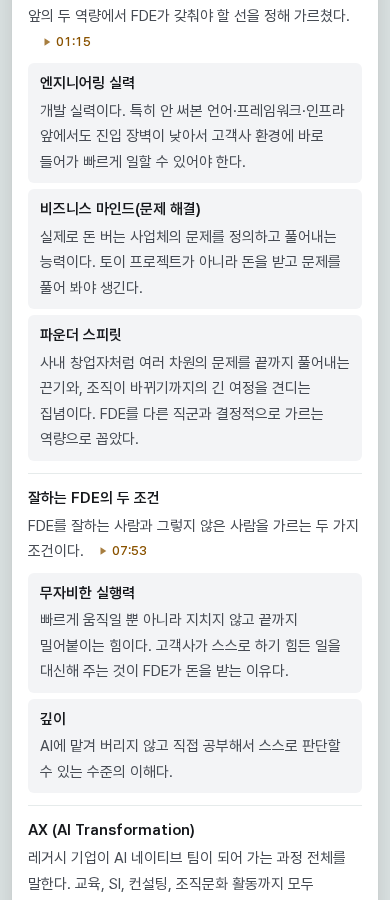 앞의 두 역량에서 FDE가 갖춰야 할 선을 정해 가르쳤다.
▶ 01:15
엔지니어링 실력
개발 실력이다. 특히 안 써본 언어·프레임워크·인프라
앞에서도 진입 장벽이 낮아서 고객사 환경에 바로
들어가 빠르게 일할 수 있어야 한다.
비즈니스 마인드(문제 해결)
실제로 돈 버는 사업체의 문제를 정의하고 풀어내는
능력이다. 토이 프로젝트가 아니라 돈을 받고 문제를
풀어 봐야 생긴다.
파운더 스피릿
사내 창업자처럼 여러 차원의 문제를 끝까지 풀어내는
끈기와, 조직이 바뀌기까지의 긴 여정을 견디는
집념이다. FDE를 다른 직군과 결정적으로 가르는
역량으로 꼽았다.
잘하는 FDE의 두 조건
FDE를 잘하는 사람과 그렇지 않은 사람을 가르는 두 가지
조건이다. ▶ 07:53
무자비한 실행력
빠르게 움직일 뿐 아니라 지치지 않고 끝까지
밀어붙이는 힘이다. 고객사가 스스로 하기 힘든 일을
대신해 주는 것이 FDE가 돈을 받는 이유다.
깊이
AI에 맡겨 버리지 않고 직접 공부해서 스스로 판단할
수 있는 수준의 이해다.
AX (AI Transformation)
레거시 기업이 AI 네이티브 팀이 되어 가는 과정 전체를
말한다. 교육, SI, 컨설팅, 조직문화 활동까지 모두